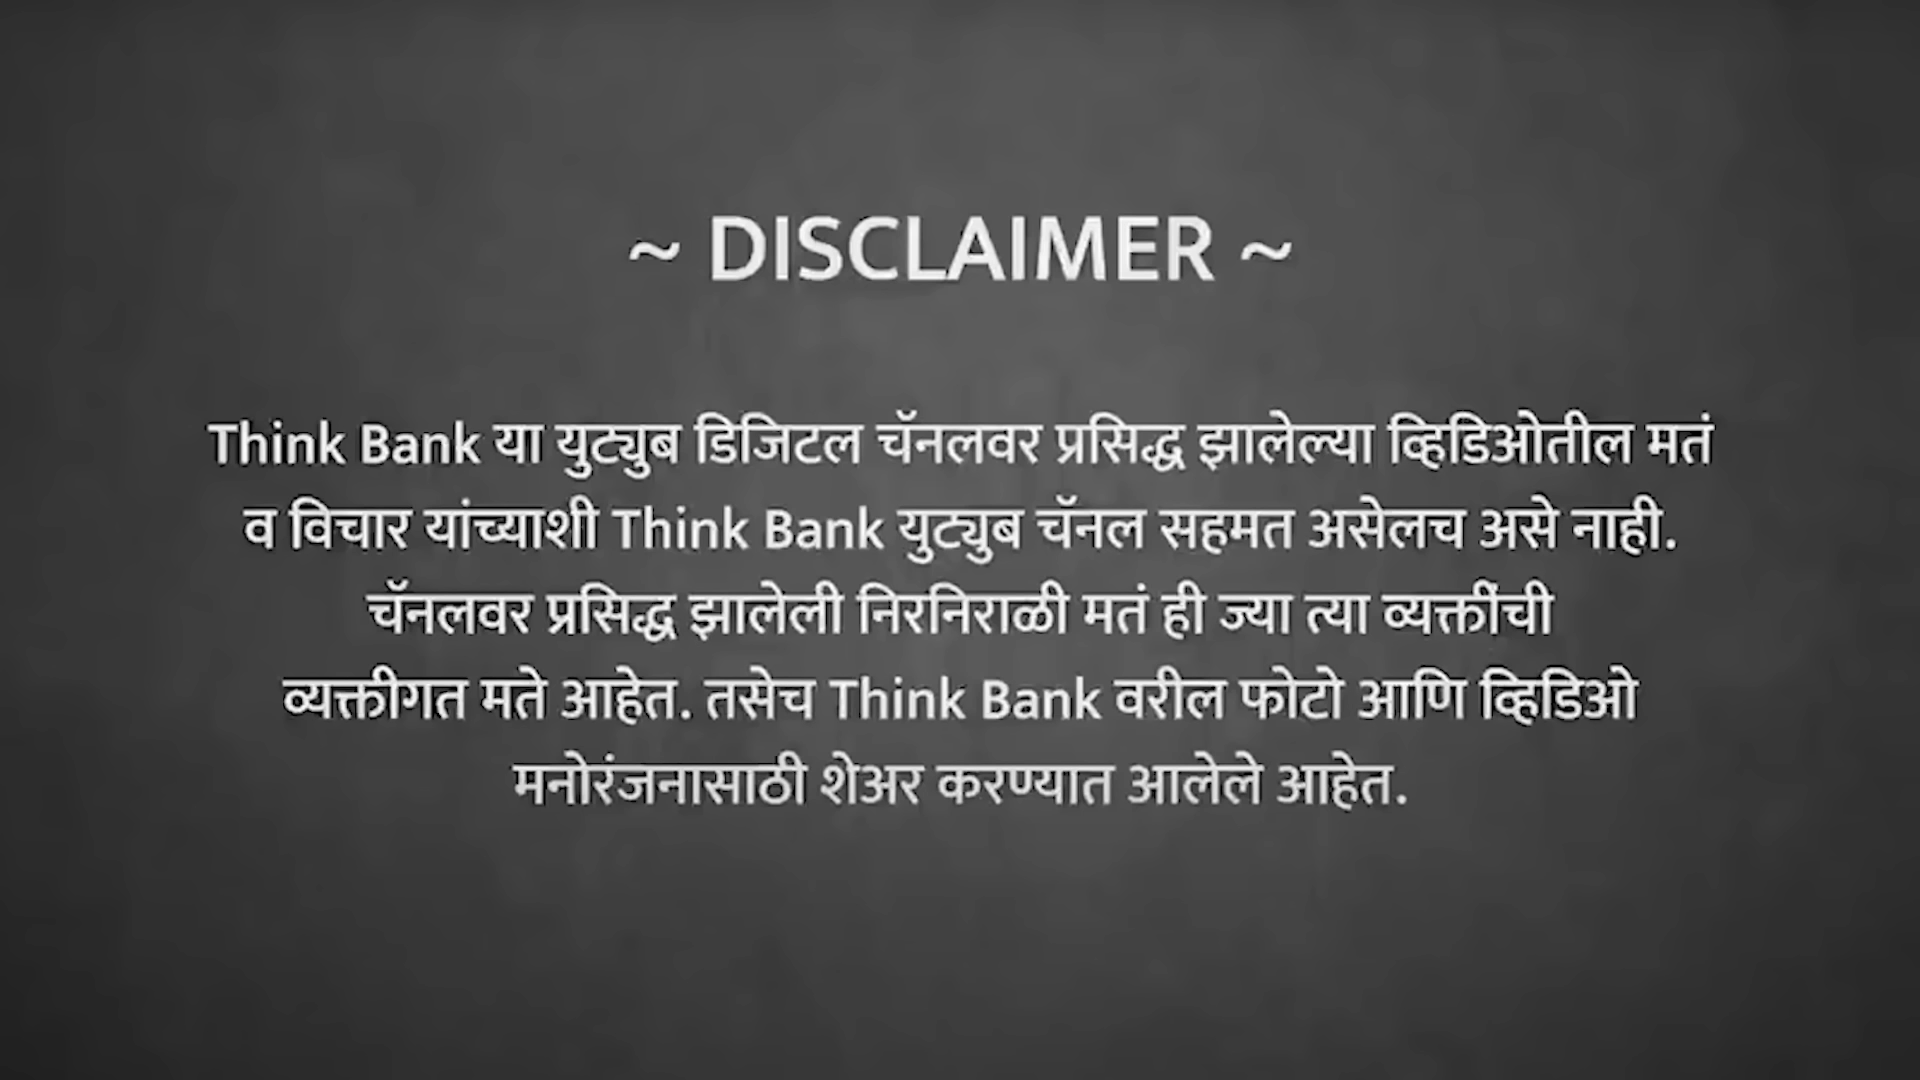 ~ DISCLAIMER ~
Think Bank या युट्युब डिजिटल चॅनलवर प्रसिद्ध झालेल्या व्हिडिओतील मतं
व विचार यांच्याशी Think Bank युट्युब चॅनल सहमत असेलच असे नाही.
चॅनलवर प्रसिद्ध झालेली निरनिराळी मतं ही ज्या त्या व्यक्तींची
व्यक्तीगत मते आहेत. तसेच Think Bank वरील फोटो आणि व्हिडिओ
मनोरंजनासाठी शेअर करण्यात आलेले आहेत.